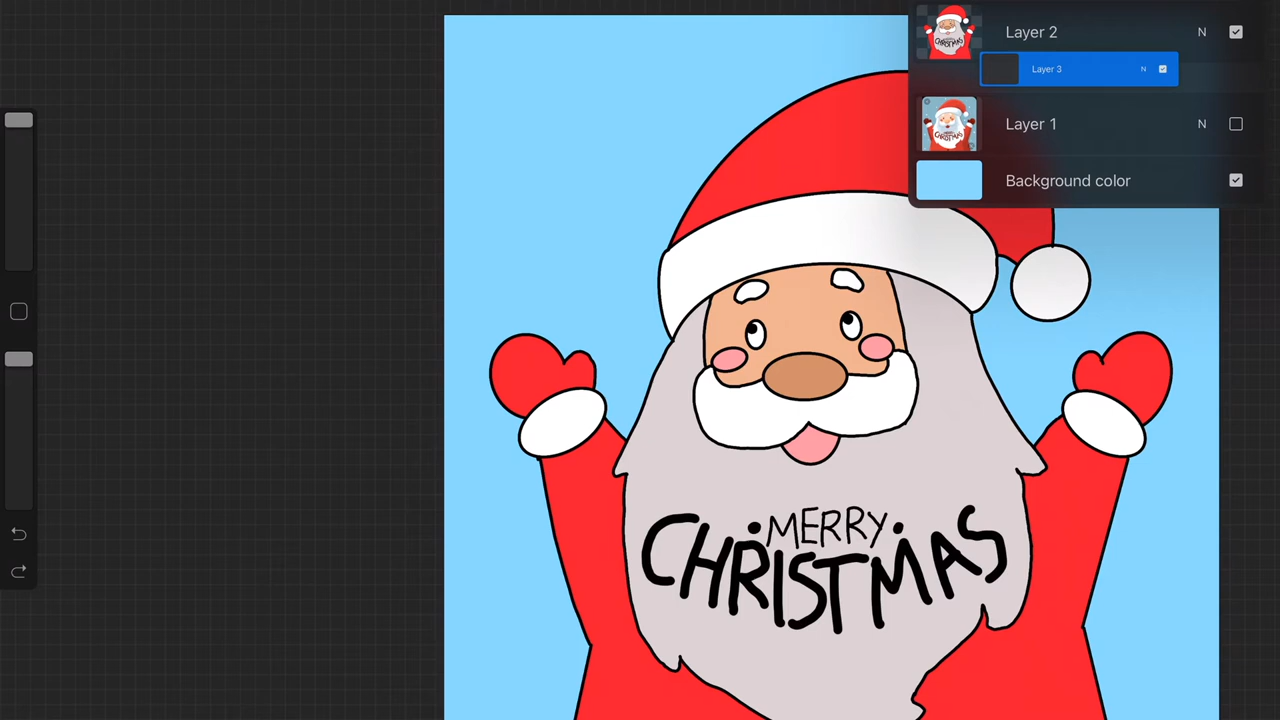 Layer 2 N
Layer 3 N
Layer 1 N
Background color
MERRY
CHRISTMAS